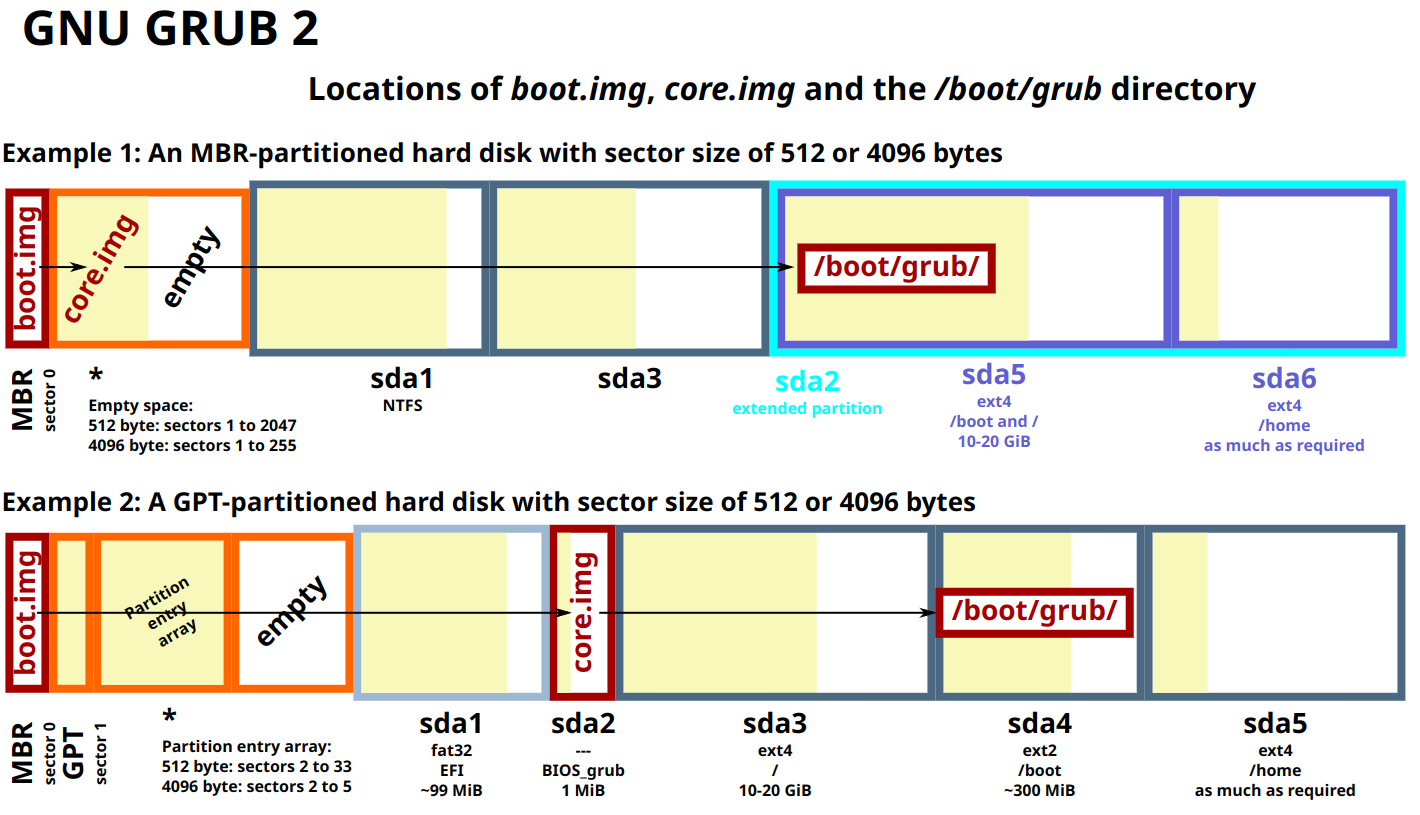 GNU GRUB 2
Locations of boot.img, core.img and the /boot/grub directory
Example 1: An MBR-partitioned hard disk with sector size of 512 or 4096 bytes
boot.img
core.img
empty
/boot/grub/
MBR
sector 0
*
Empty space:
512 byte: sectors 1 to 2047
4096 byte: sectors 1 to 255
sda1
NTFS
sda3
sda2
extended partition
sda5
ext4
/boot and /
10-20 GiB
sda6
ext4
/home
as much as required
Example 2: A GPT-partitioned hard disk with sector size of 512 or 4096 bytes
boot.img
Partition
entry
array
empty
core.img
/boot/grub/
MBR
sector 0
GPT
sector 1
*
Partition entry array:
512 byte: sectors 2 to 33
4096 byte: sectors 2 to 5
sda1
fat32
EFI
~99 MiB
sda2
---
BIOS_grub
1 MiB
sda3
ext4
/
10-20 GiB
sda4
ext2
/boot
~300 MiB
sda5
ext4
/home
as much as required